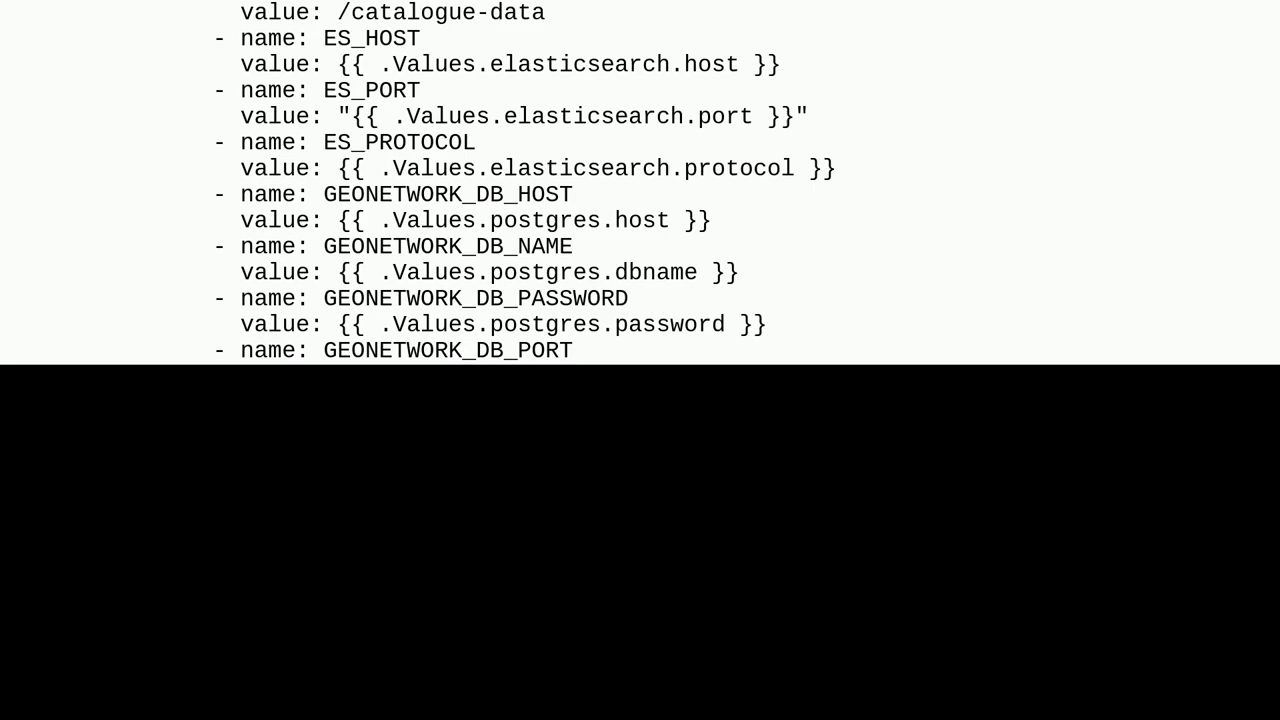 value: /catalogue-data
- name: ES_HOST
value: {{ .Values.elasticsearch.host }}
- name: ES_PORT
value: "{{ .Values.elasticsearch.port }}"
- name: ES_PROTOCOL
value: {{ .Values.elasticsearch.protocol }}
- name: GEONETWORK_DB_HOST
value: {{ .Values.postgres.host }}
- name: GEONETWORK_DB_NAME
value: {{ .Values.postgres.dbname }}
- name: GEONETWORK_DB_PASSWORD
value: {{ .Values.postgres.password }}
- name: GEONETWORK_DB_PORT